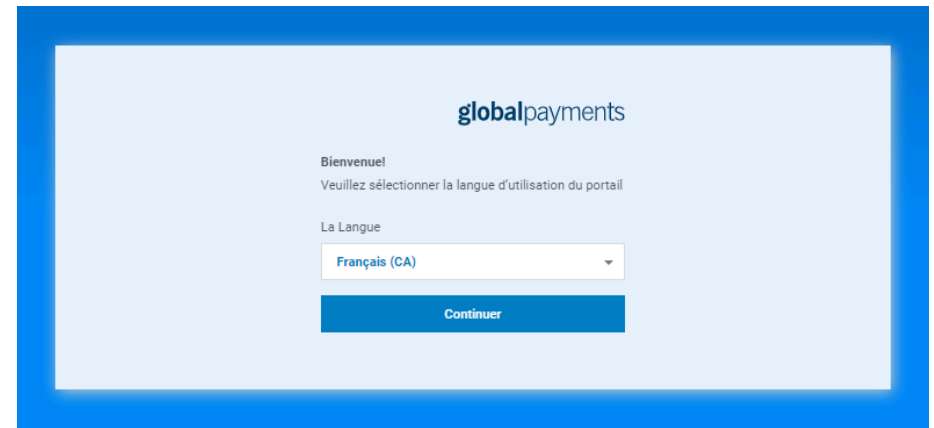 globalpayments
Bienvenue!
Veuillez sélectionner la langue d'utilisation du portail
La Langue
Français (CA)
Continuer